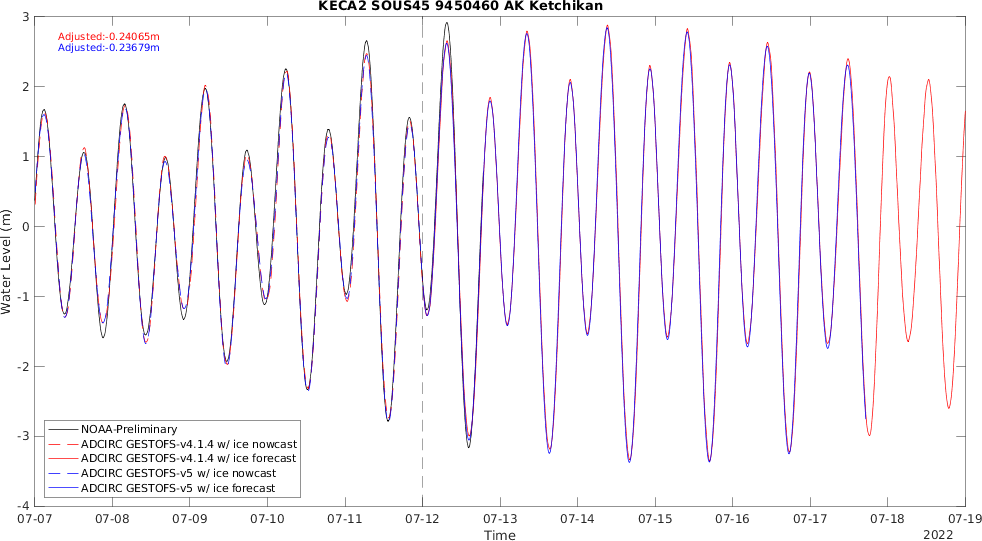 KECA2 SOUS45 9450460 AK Ketchikan
Adjusted:-0.24065m
Adjusted:-0.23679m
3
2
1
0
-1
-2
-3
-4
Water Level (m)
NOAA-Preliminary
ADCIRC GESTOFS-v4.1.4 w/ ice nowcast
ADCIRC GESTOFS-v4.1.4 w/ ice forecast
ADCIRC GESTOFS-v5 w/ ice nowcast
ADCIRC GESTOFS-v5 w/ ice forecast
07-07 07-08 07-09 07-10 07-11 07-12 07-13 07-14 07-15 07-16 07-17 07-18 07-19
Time
2022